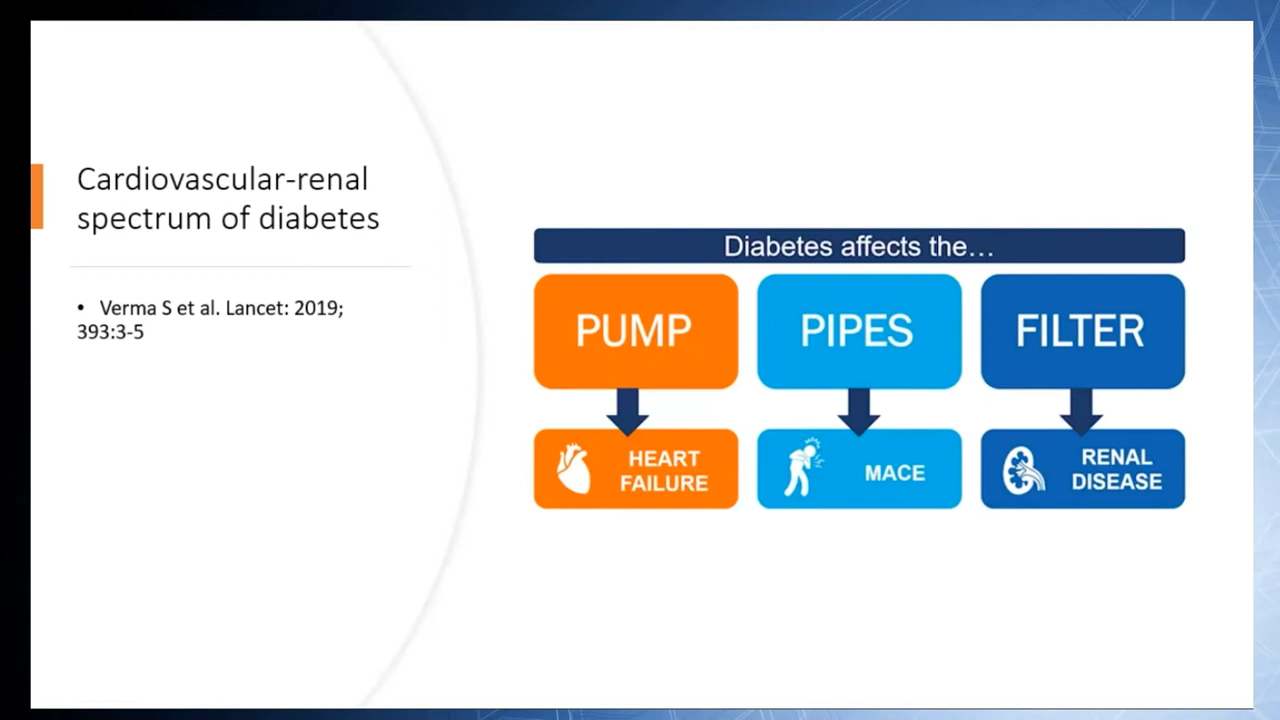 Cardiovascular-renal
spectrum of diabetes
• Verma S et al. Lancet: 2019;
393:3-5
Diabetes affects the…
PUMP
PIPES
FILTER
HEART
FAILURE
MACE
RENAL
DISEASE